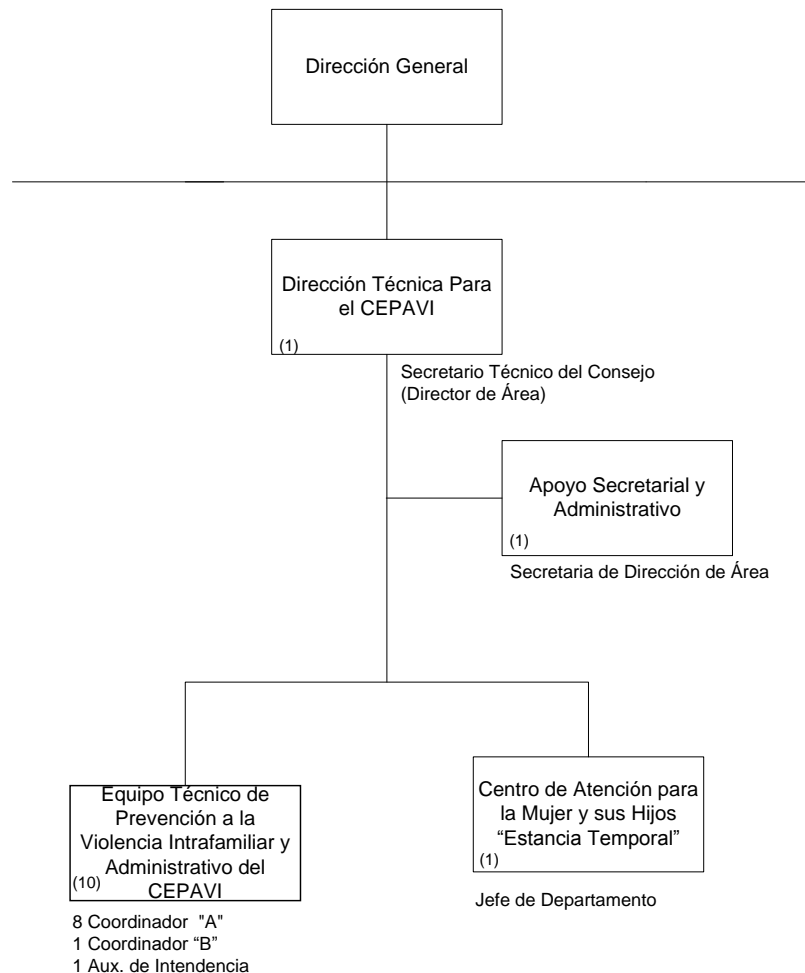 Dirección General
Dirección Técnica Para
el CEPAVI
(1)
Secretario Técnico del Consejo
(Director de Área)
Apoyo Secretarial y
Administrativo
(1)
Secretaria de Dirección de Área
Equipo Técnico de
Prevención a la
Violencia Intrafamiliar y
Administrativo del
CEPAVI
(10)
8 Coordinador "A"
1 Coordinador “B”
1 Aux. de Intendencia
Centro de Atención para
la Mujer y sus Hijos
“Estancia Temporal”
(1)
Jefe de Departamento